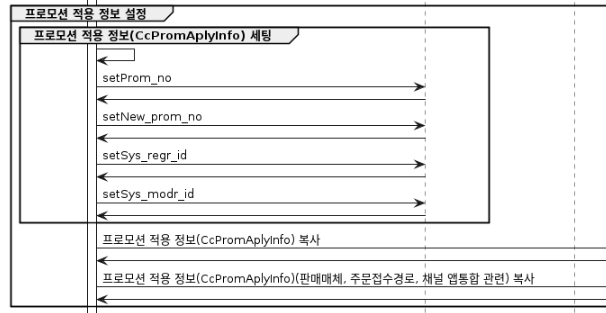 프로모션 적용 정보 설정
프로모션 적용 정보(CcPromAplyInfo) 세팅
setProm_no
setNew_prom_no
setSys_regr_id
setSys_modr_id
프로모션 적용 정보(CcPromAplyInfo) 복사
프로모션 적용 정보(CcPromAplyInfo)(판매매체, 주문접수경로, 채널 앱통합 관련) 복사